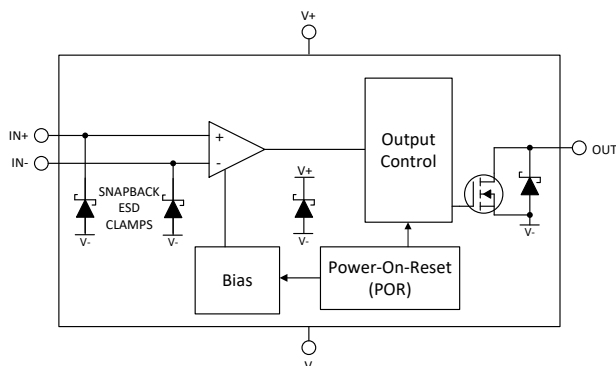 V+
IN+
IN-
+
-
SNAPBACK
ESD
CLAMPS
V-
V-
V+
V-
Output
Control
OUT
V-
Bias
Power-On-Reset
(POR)
V